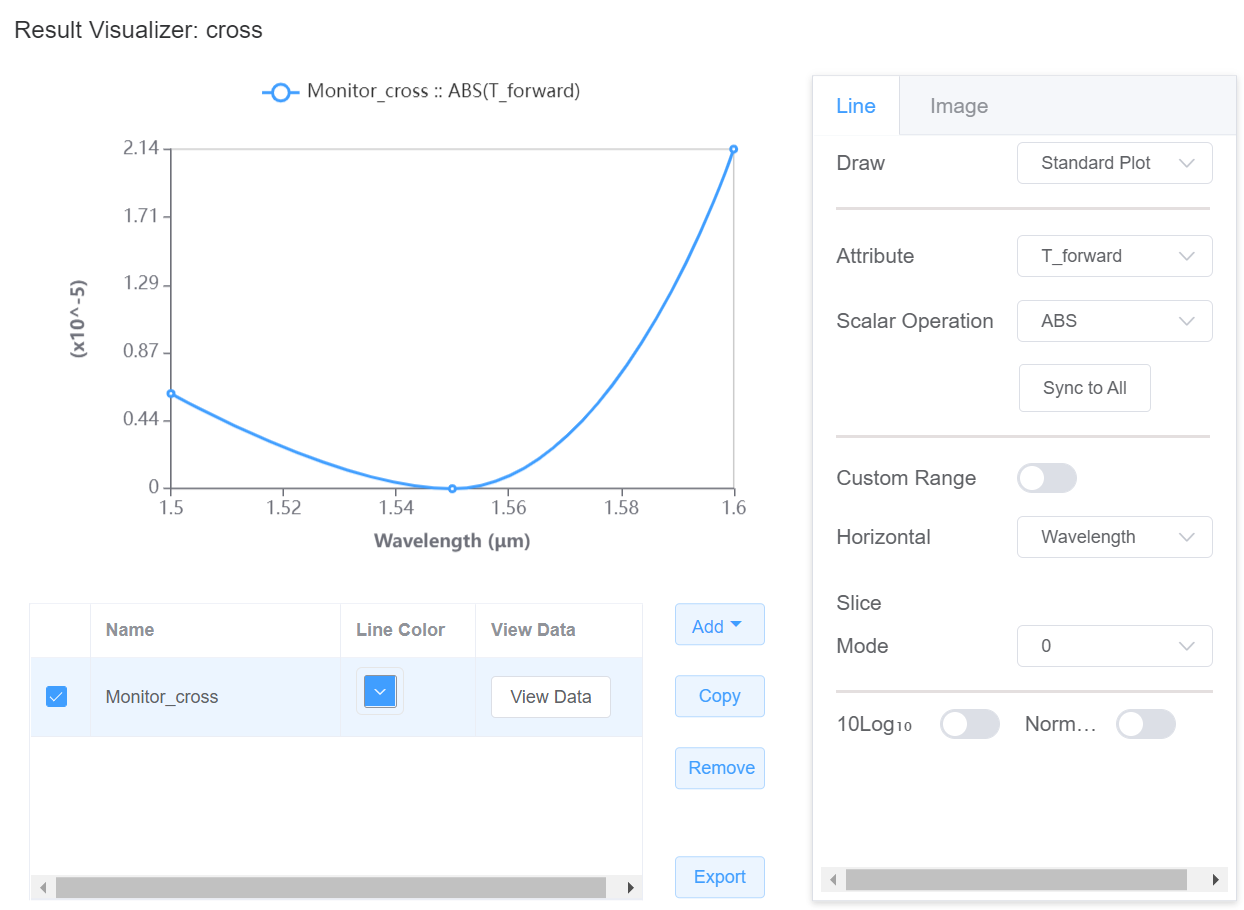 Result Visualizer: cross
Monitor_cross :: ABS(T_forward)
2.14
1.71
1.29
0.87
0.44
0
(x10^-5)
1.5 1.52 1.54 1.56 1.58 1.6
Wavelength (μm)
Name Line Color View Data
Monitor_cross View Data
Add
Copy
Remove
Export
Line Image
Draw Standard Plot
Attribute T_forward
Scalar Operation ABS
Sync to All
Custom Range
Horizontal Wavelength
Slice
Mode 0
10Log₁₀ Norm…